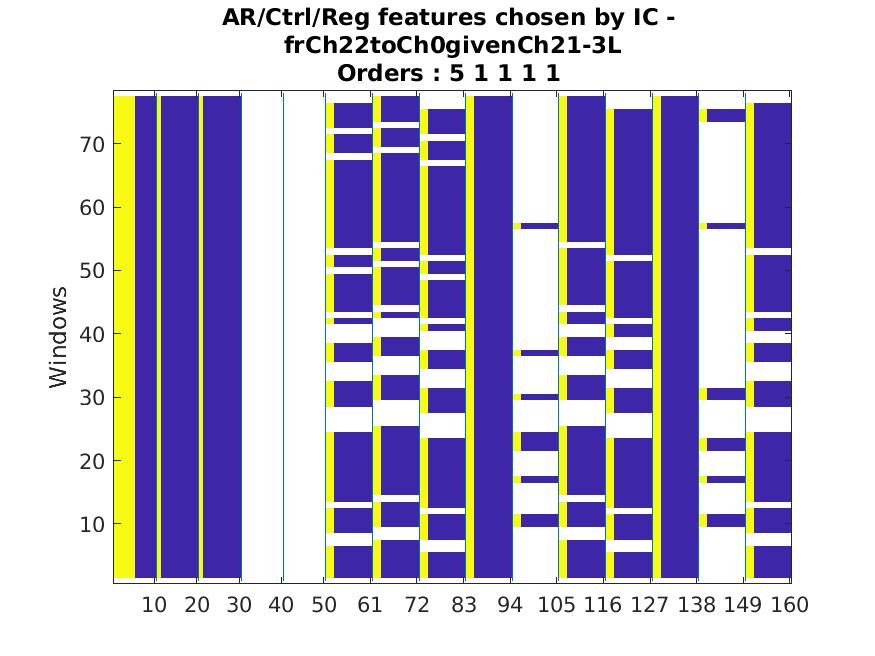 AR/Ctrl/Reg features chosen by IC -
frCh22toCh0givenCh21-3L
Orders : 5 1 1 1 1
Windows
70
60
50
40
30
20
10
10 20 30 40 50 61 72 83 94 105 116 127 138 149 160